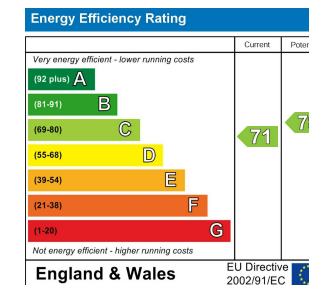 Energy Efficiency Rating
Current
Very energy efficient - lower running costs
(92 plus) A
(81-91) B
(69-80) C
71
(55-68) D
(39-54) E
(21-38) F
(1-20) G
Not energy efficient - higher running costs
England & Wales
EU Directive
2002/91/EC